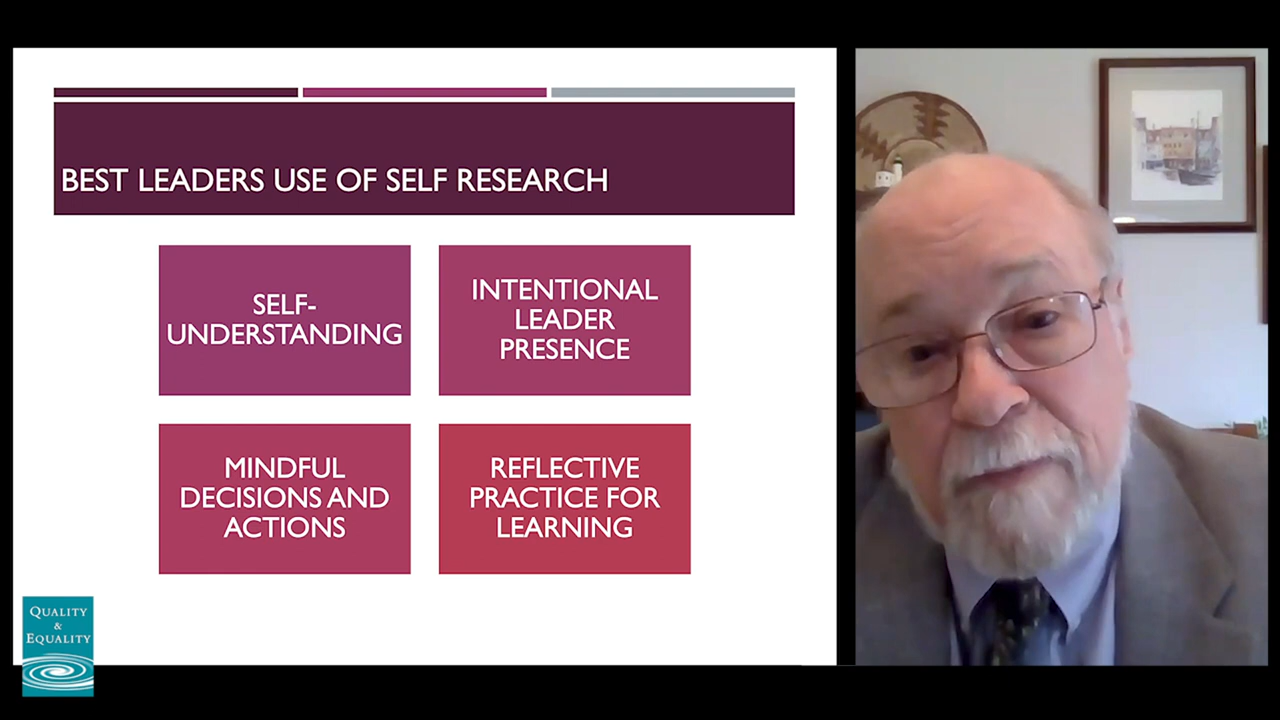 BEST LEADERS USE OF SELF RESEARCH
SELF-
UNDERSTANDING
INTENTIONAL
LEADER
PRESENCE
MINDFUL
DECISIONS AND
ACTIONS
REFLECTIVE
PRACTICE FOR
LEARNING
QUALITY
&
EQUALITY